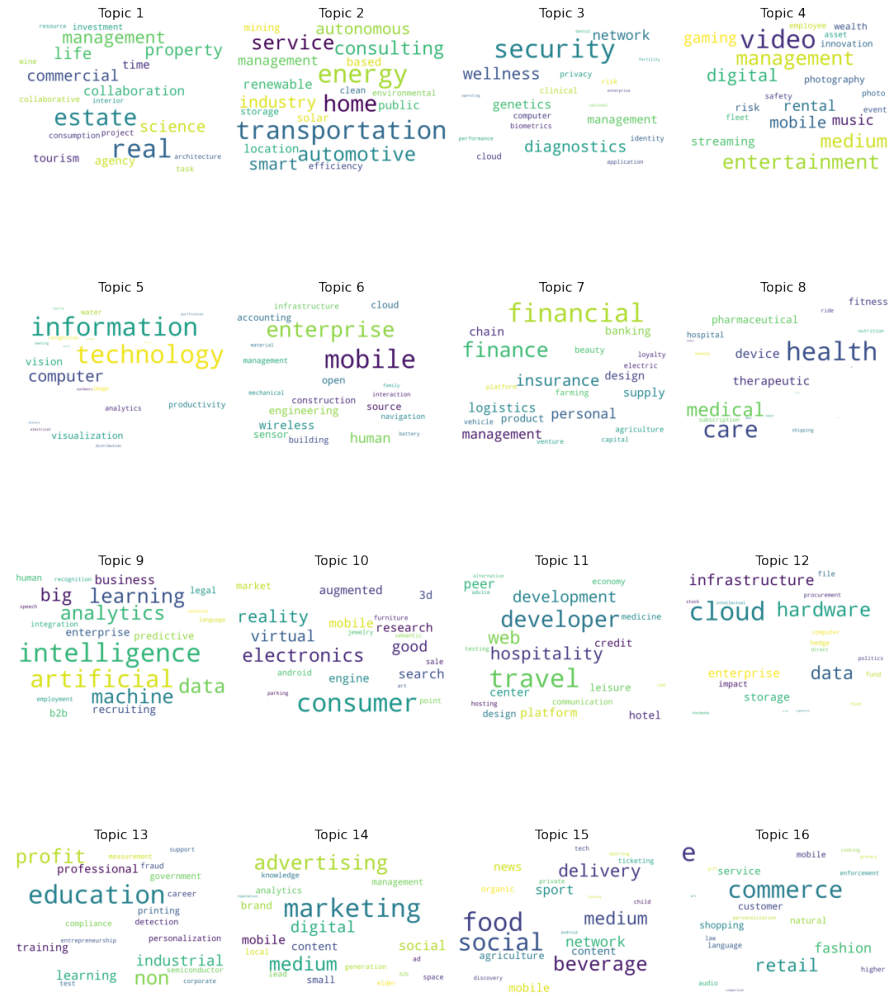 Topic 1
resource investment
management
life property
wine
time
commercial
collaboration
collaborative interior
estate
science
consumption project
real
tourism agency architecture
task
Topic 2
mining autonomous
service consulting
management based
energy
renewable clean environmental
industry home public
storage solar
transportation
location automotive
smart efficiency
Topic 3
dental network
security
fertility
wellness privacy
clinical risk
enterprise
operating
genetics
computer national
biometrics management
performance identity
diagnostics
cloud
application
Topic 4
employee wealth
gaming video asset
innovation
management
digital photography
safety photo
risk rental event
fleet mobile music
streaming medium
entertainment
Topic 5
water
information
technology
vision
computer
analytics productivity
electrical
visualization
distribution
Topic 6
infrastructure cloud
accounting
enterprise
material mobile
management open
mechanical family
construction interaction
engineering source
wireless navigation
sensor building human battery
Topic 7
financial
chain banking
finance beauty loyalty
electric
platform insurance design
farming supply
logistics
vehicle product personal
agriculture
management venture capital
Topic 8
fitness
ride
pharmaceutical
hospital nutrition
device health
beauty
therapeutic
medical
subscription
care shipping
Topic 9
human recognition business
big learning legal
speech
analytics
integration language
enterprise predictive
intelligence
artificial
data
employment machine
b2b recruiting
Topic 10
market augmented 3d
reality mobile furniture
virtual jewelry research
semantic
electronics good
sale
android engine search
art
parking
consumer point
Topic 11
alternative economy
peer development
advice
developer medicine
web
testing credit
hospitality
travel
center leisure
communication
hosting
design platform hotel
Topic 12
infrastructure file
procurement
stock intellectual
cloud hardware
computer
hedge
direct politics
enterprise data fund
impact
storage
hardware
Topic 13
support
profit measurement
professional fraud
government
education career
printing
compliance detection
entrepreneurship personalization
training
industrial
learning non semiconductor
test corporate
Topic 14
advertising
knowledge
analytics management
brand marketing
digital
mobile content social
local ad
medium generation
lead b2b space
small elder
Topic 15
tech
news delivery ticketing
private
organic sport
child
food medium
android
social network
content
agriculture
beverage
discovery
mobile
Topic 16
e mobile cooking
service enforcement
commerce
customer
personalization
shopping natural
law
language fashion
retail
higher
audio